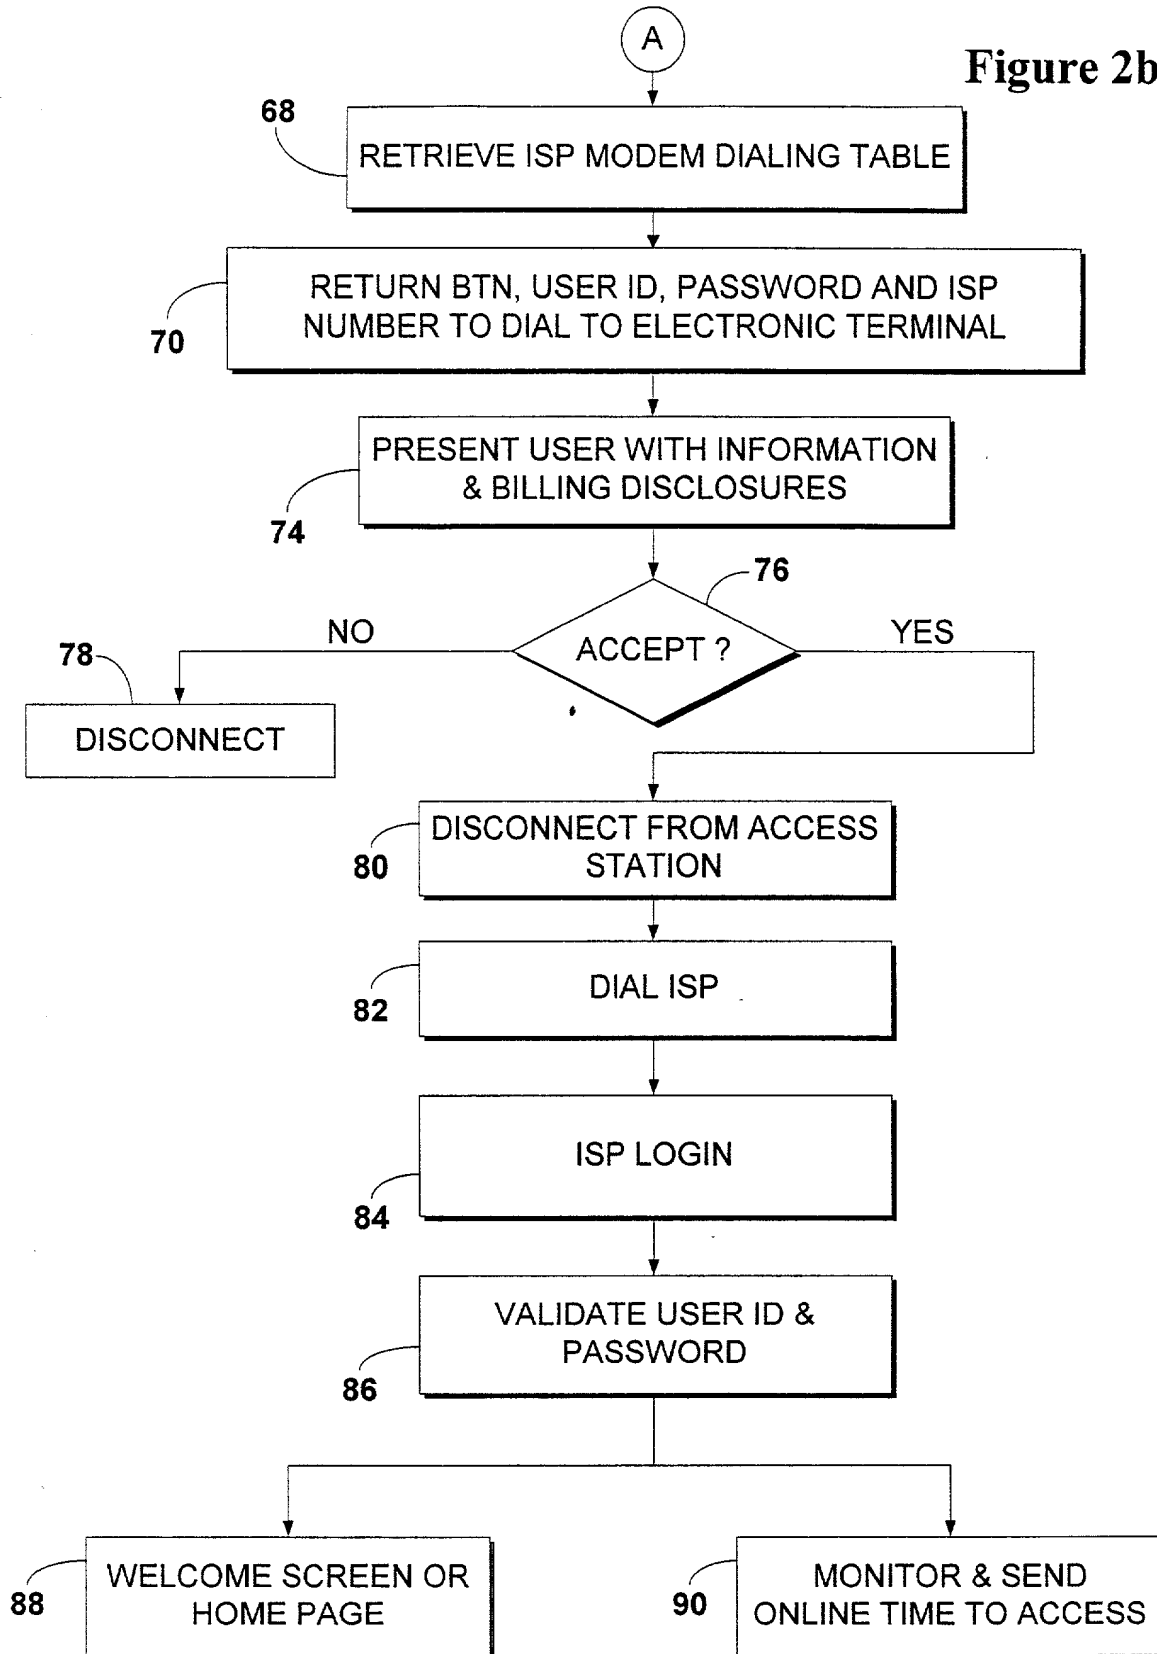 A
Figure 2b
68
RETRIEVE ISP MODEM DIALING TABLE
RETURN BTN, USER ID, PASSWORD AND ISP
NUMBER TO DIAL TO ELECTRONIC TERMINAL
70
PRESENT USER WITH INFORMATION
& BILLING DISCLOSURES
74
76
NO
ACCEPT ?
YES
78
DISCONNECT
DISCONNECT FROM ACCESS
STATION
80
DIAL ISP
82
ISP LOGIN
84
VALIDATE USER ID &
PASSWORD
86
WELCOME SCREEN OR
HOME PAGE
88
MONITOR & SEND
ONLINE TIME TO ACCESS
90